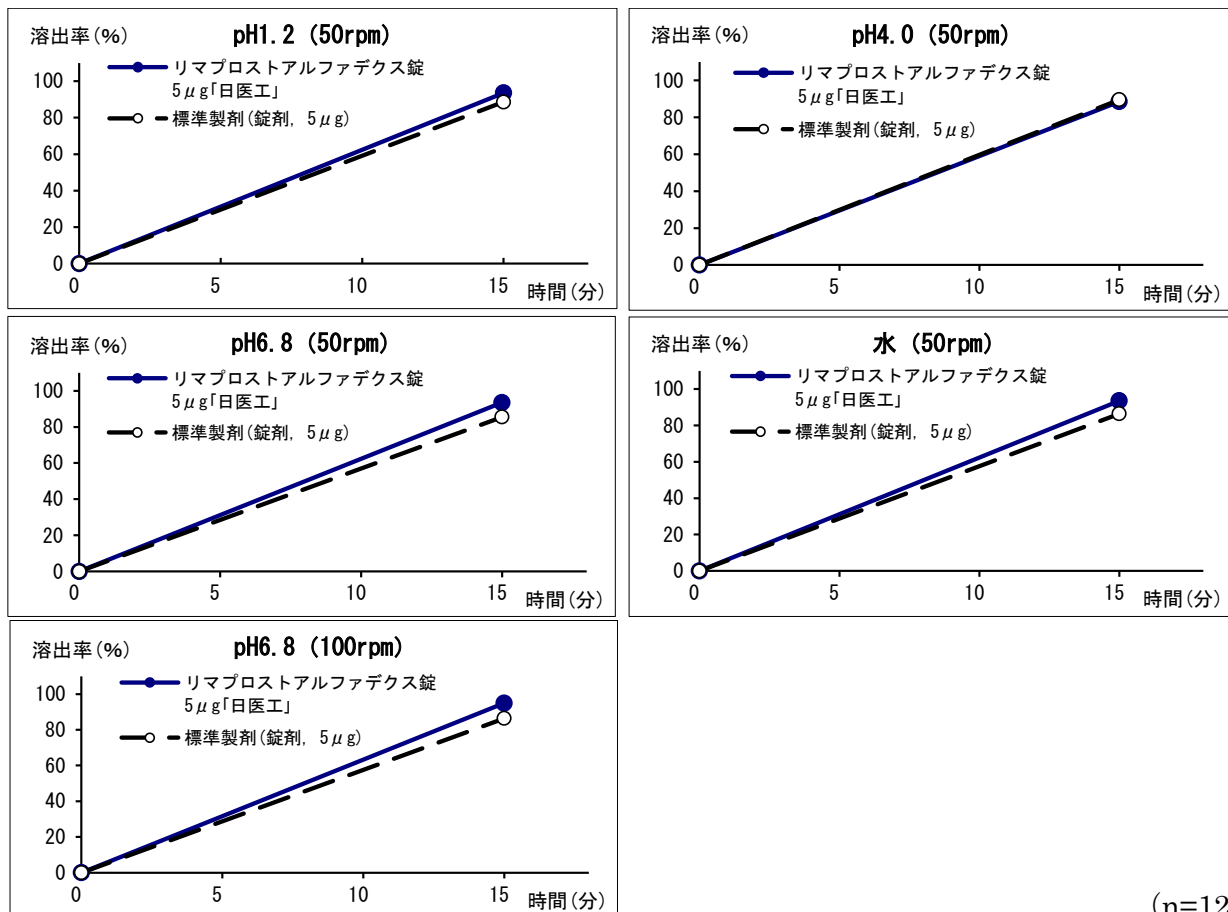 溶出率(%)
pH1.2 (50rpm)
リマプロストアルファデクス錠
5μg「日医工」
標準製剤(錠剤, 5μg)
100
80
60
40
20
0
0 5 10 15
時間(分)
溶出率(%)
pH4.0 (50rpm)
リマプロストアルファデクス錠
5μg「日医工」
標準製剤(錠剤, 5μg)
100
80
60
40
20
0
0 5 10 15
時間(分)
溶出率(%)
pH6.8 (50rpm)
リマプロストアルファデクス錠
5μg「日医工」
標準製剤(錠剤, 5μg)
100
80
60
40
20
0
0 5 10 15
時間(分)
溶出率(%)
水 (50rpm)
リマプロストアルファデクス錠
5μg「日医工」
標準製剤(錠剤, 5μg)
100
80
60
40
20
0
0 5 10 15
時間(分)
溶出率(%)
pH6.8 (100rpm)
リマプロストアルファデクス錠
5μg「日医工」
標準製剤(錠剤, 5μg)
100
80
60
40
20
0
0 5 10 15
時間(分)
(n=12